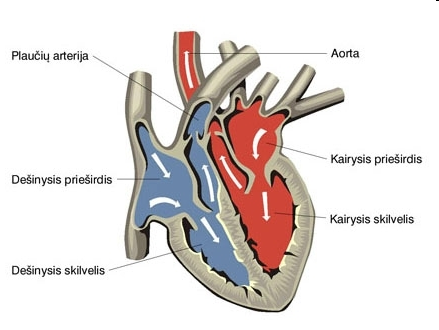 Plaučių arterija
Aorta
Kairysis prieširdis
Dešinysis prieširdis
Kairysis skilvelis
Dešinysis skilvelis